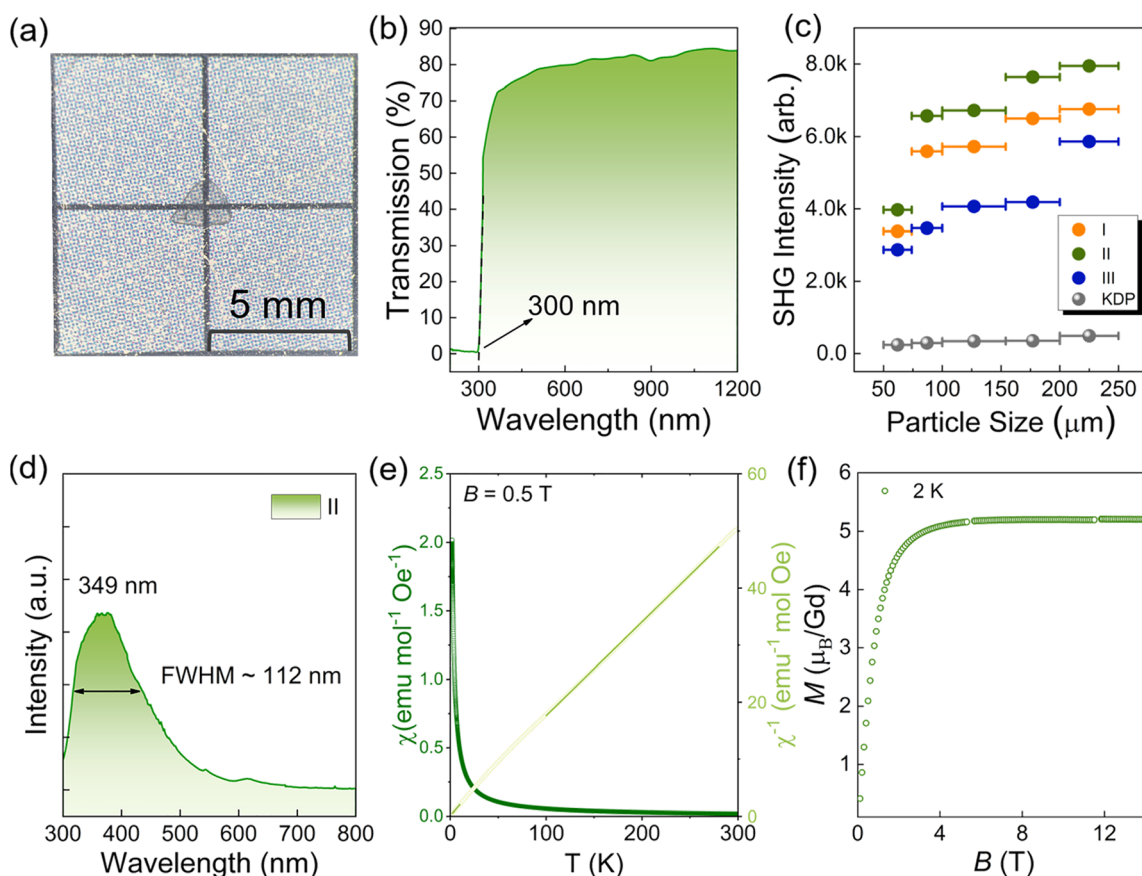 (a)
5 mm
(b)
Transmission (%)
90
80
70
60
50
40
30
20
10
0
300 nm
300 600 900 1200
Wavelength (nm)
(c)
SHG Intensity (arb.)
8.0k
6.0k
4.0k
2.0k
0.0
I
II
III
KDP
50 100 150 200 250
Particle Size (μm)
(d)
Intensity (a.u.)
II
349 nm
FWHM ~ 112 nm
300 400 500 600 700 800
Wavelength (nm)
(e)
B = 0.5 T
χ(emu mol⁻¹ Oe⁻¹)
2.5
2.0
1.5
1.0
0.5
0.0
60
40
20
0
χ⁻¹ (emu⁻¹ mol Oe)
0 100 200 300
T (K)
(f)
2 K
M (μ_B/Gd)
6
5
4
3
2
1
0 4 8 12
B (T)